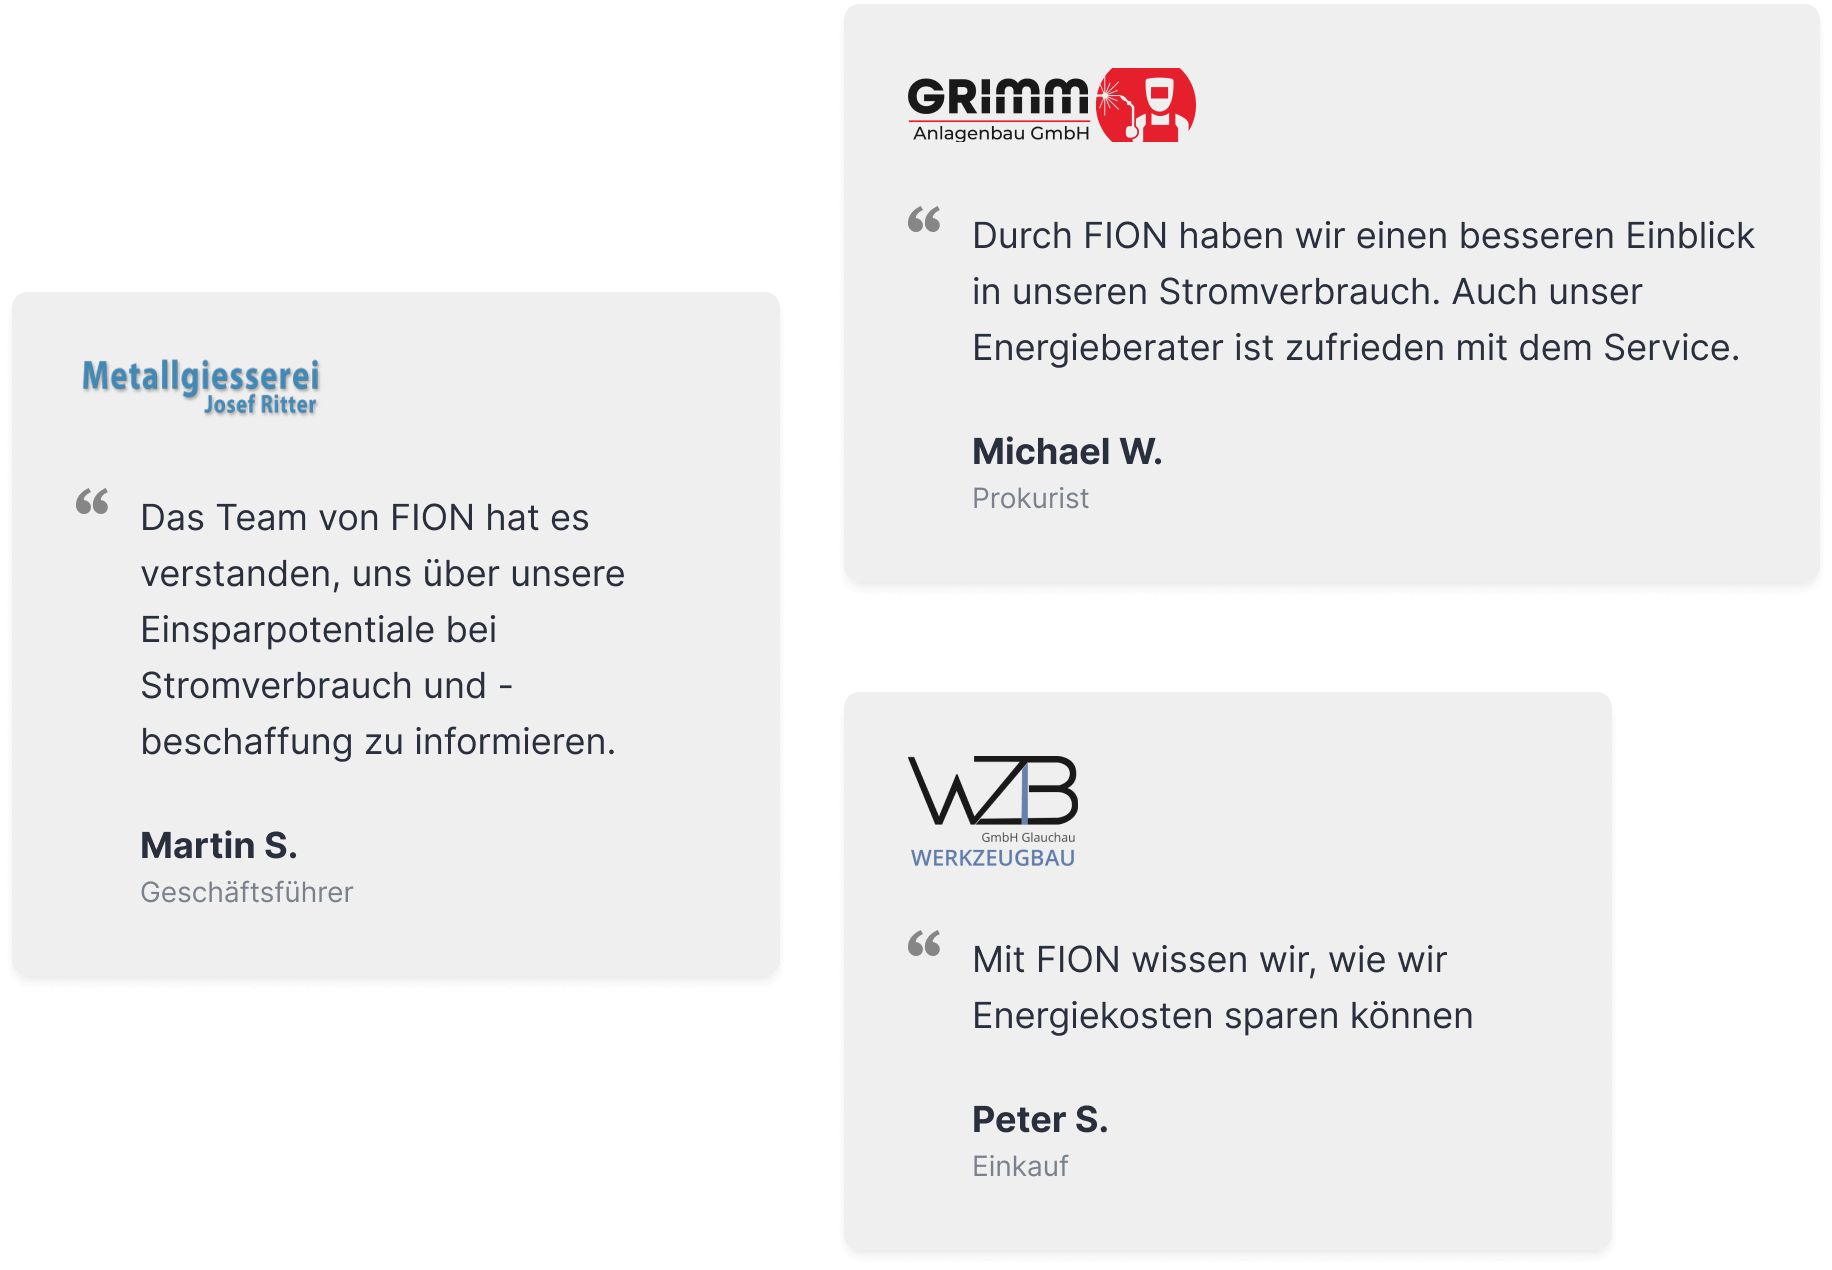 Metallgiesserei
Josef Ritter
“
Das Team von FION hat es
verstanden, uns über unsere
Einsparpotentiale bei
Stromverbrauch und -
beschaffung zu informieren.
Martin S.
Geschäftsführer
GRIMM
Anlagenbau GmbH
“
Durch FION haben wir einen besseren Einblick
in unseren Stromverbrauch. Auch unser
Energieberater ist zufrieden mit dem Service.
Michael W.
Prokurist
WZB
GmbH Glauchau
WERKZEUGBAU
“
Mit FION wissen wir, wie wir
Energiekosten sparen können
Peter S.
Einkauf